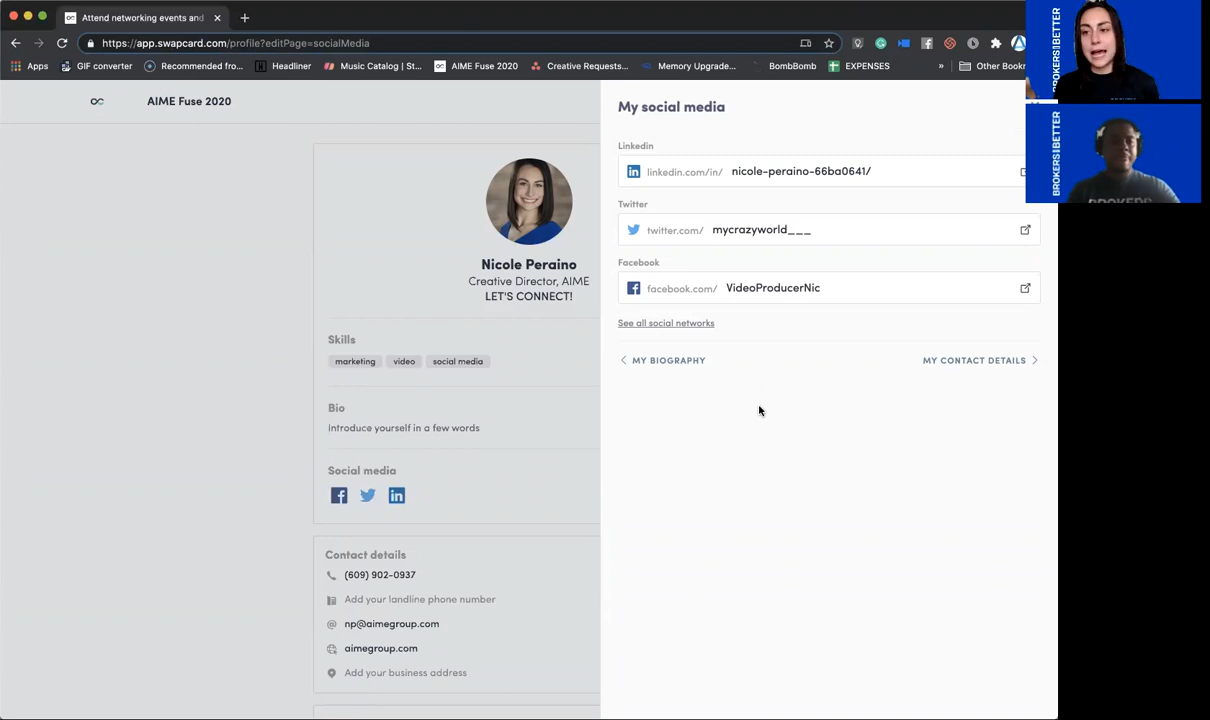 Attend networking events and
https://app.swapcard.com/profile?editPage=socialMedia
Apps
GIF converter
Recommended fro...
Headliner
Music Catalog | St...
AIME Fuse 2020
Creative Requests...
Memory Upgrade...
BombBomb
EXPENSES
»
Other Bookm
AIME Fuse 2020
Nicole Peraino
Creative Director, AIME
LET'S CONNECT!
Skills
marketing
video
social media
Bio
Introduce yourself in a few words
Social media
Contact details
(609) 902-0937
Add your landline phone number
np@aimegroup.com
aimegroup.com
Add your business address
My social media
Linkedin
linkedin.com/in/ nicole-peraino-66ba0641/
Twitter
twitter.com/ mycrazyworld___
Facebook
facebook.com/ VideoProducerNic
See all social networks
MY BIOGRAPHY
MY CONTACT DETAILS
BROKERS BETTER
BROKERS BETTER
BROKERS